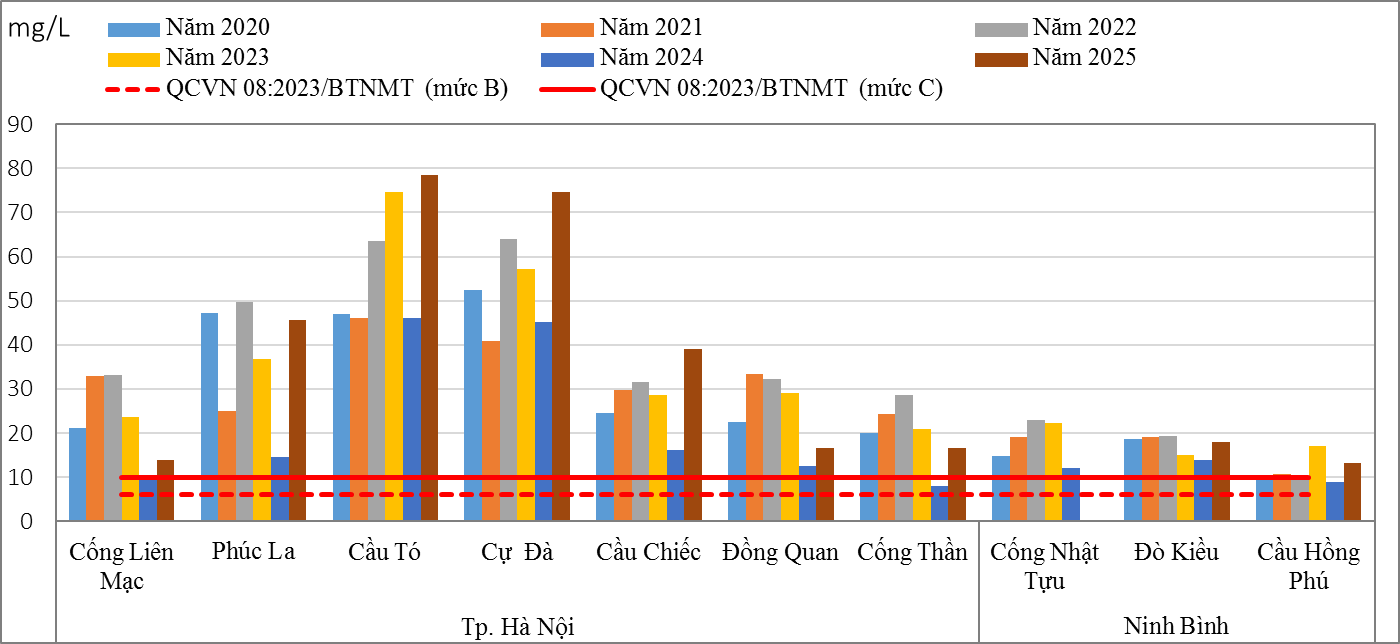 mg/L
Năm 2020 Năm 2021 Năm 2022
Năm 2023 Năm 2024 Năm 2025
QCVN 08:2023/BTNMT (mức B) QCVN 08:2023/BTNMT (mức C)
90
80
70
60
50
40
30
20
10
0
Cống Liên Mạc
Phúc La
Cầu Tó
Cự Đà
Cầu Chiếc
Đồng Quan
Cống Thần
Cống Nhật Tựu
Đò Kiều
Cầu Hồng Phú
Tp. Hà Nội
Ninh Bình